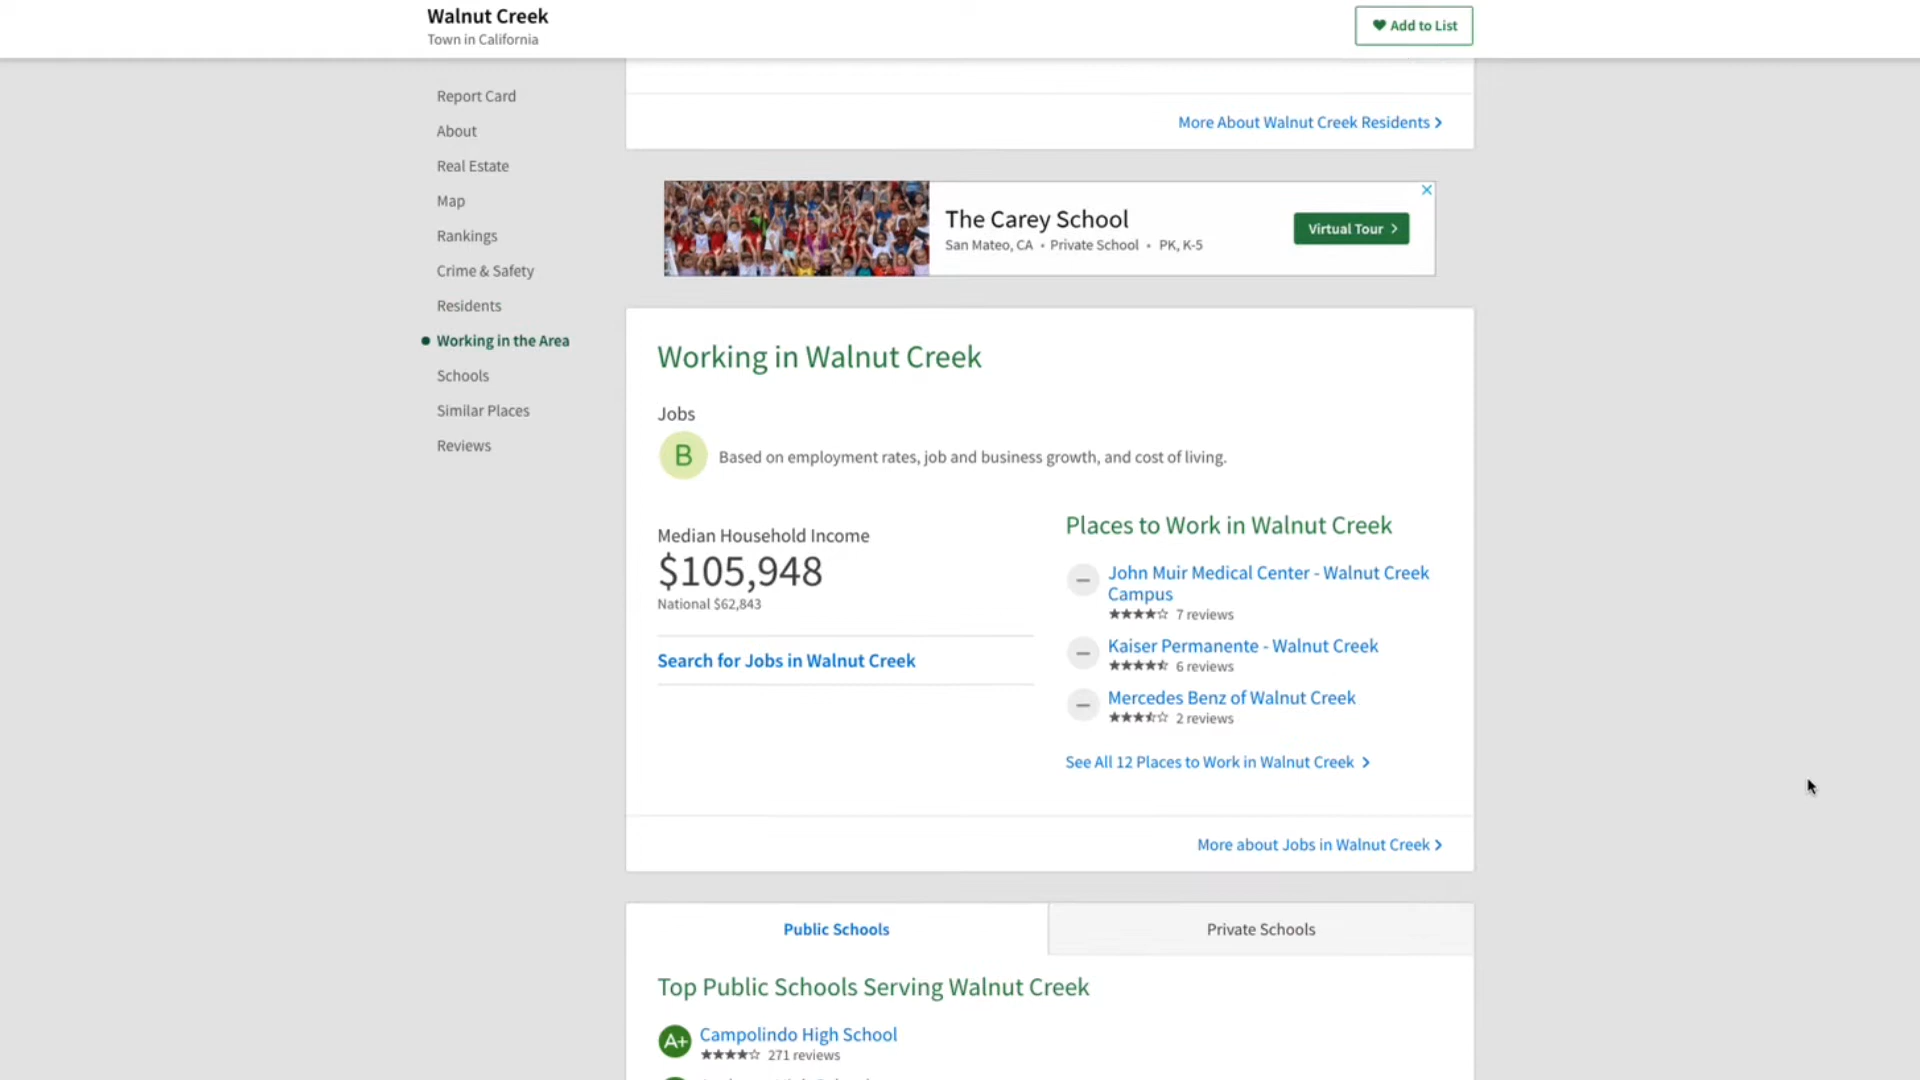 Walnut Creek
Town in California
Add to List
Report Card
About
Real Estate
Map
Rankings
Crime & Safety
Residents
Working in the Area
Schools
Similar Places
Reviews
More About Walnut Creek Residents
The Carey School
San Mateo, CA • Private School • PK, K-5
Virtual Tour
Working in Walnut Creek
Jobs
B
Based on employment rates, job and business growth, and cost of living.
Median Household Income
$105,948
National $62,843
Search for Jobs in Walnut Creek
Places to Work in Walnut Creek
John Muir Medical Center - Walnut Creek
Campus
7 reviews
Kaiser Permanente - Walnut Creek
6 reviews
Mercedes Benz of Walnut Creek
2 reviews
See All 12 Places to Work in Walnut Creek
More about Jobs in Walnut Creek
Public Schools
Private Schools
Top Public Schools Serving Walnut Creek
A+
Campolindo High School
271 reviews